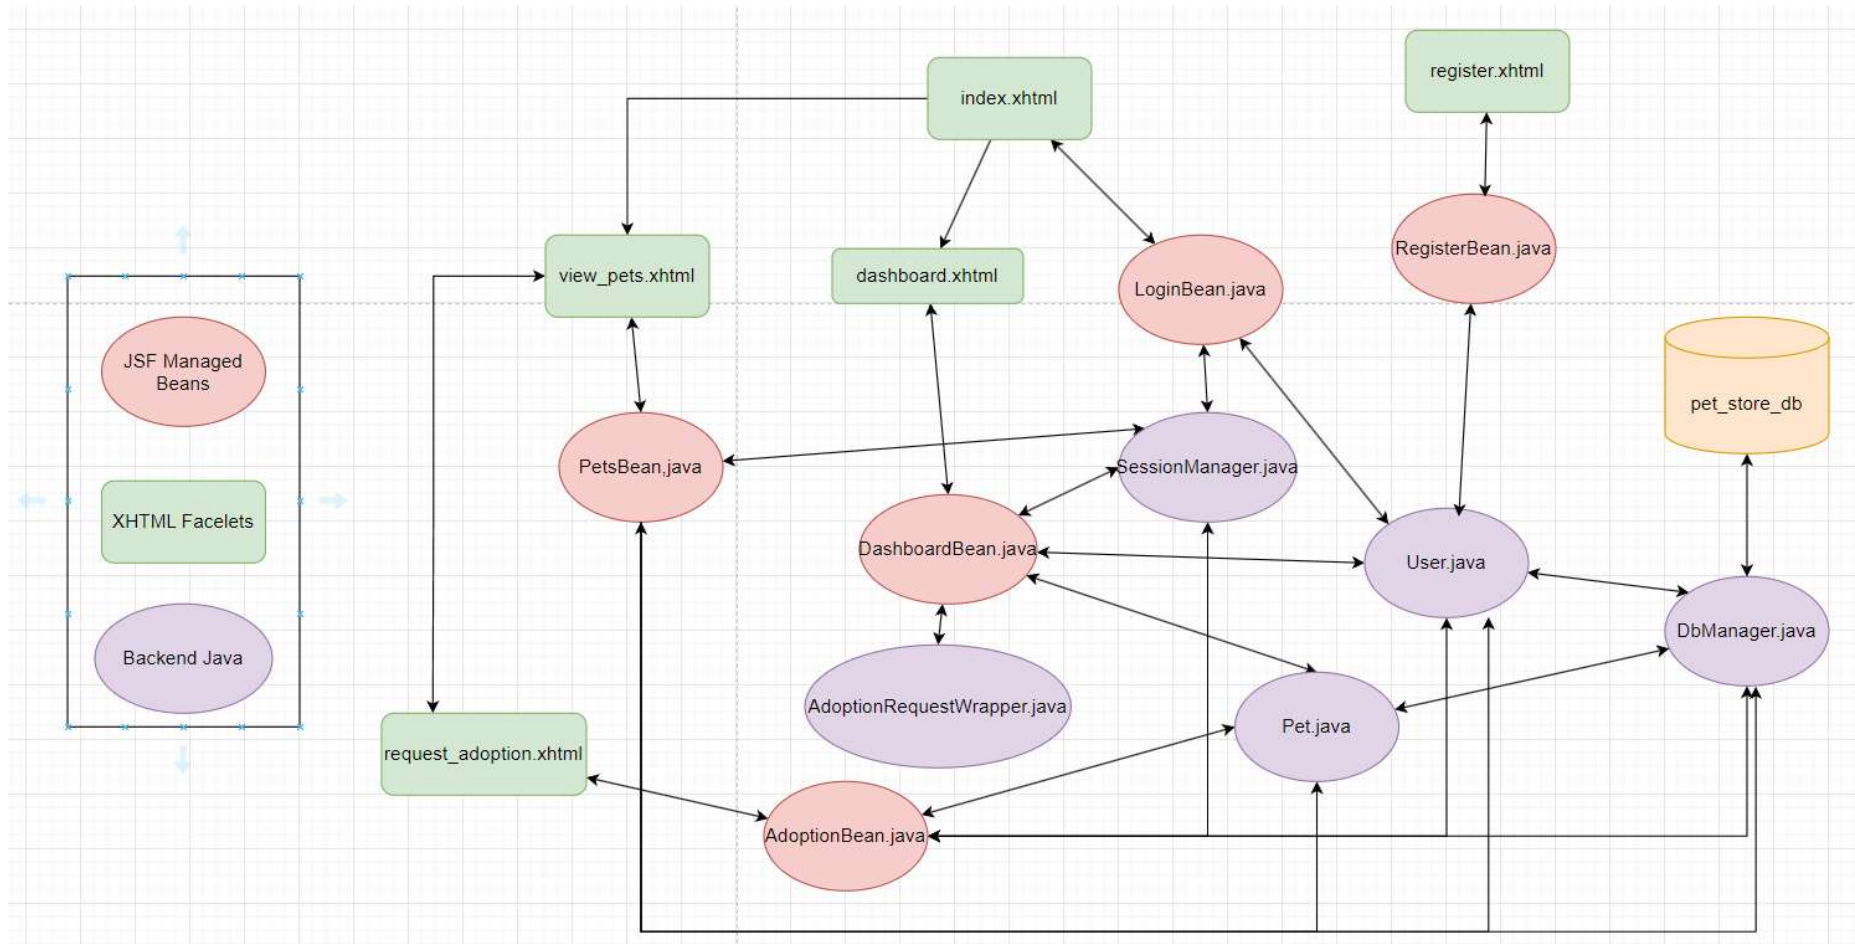 register.xhtml
index.xhtml
RegisterBean.java
view_pets.xhtml
dashboard.xhtml
LoginBean.java
JSF Managed
Beans
pet_store_db
PetsBean,java
SessionManager.java
XHTML Facelets
DashboardBean.java
User.java
DbManager.java
Backend Java
AdoptionRequestWrapper.java
Pet.java
request_adoption.xhtml
AdoptionBean.java